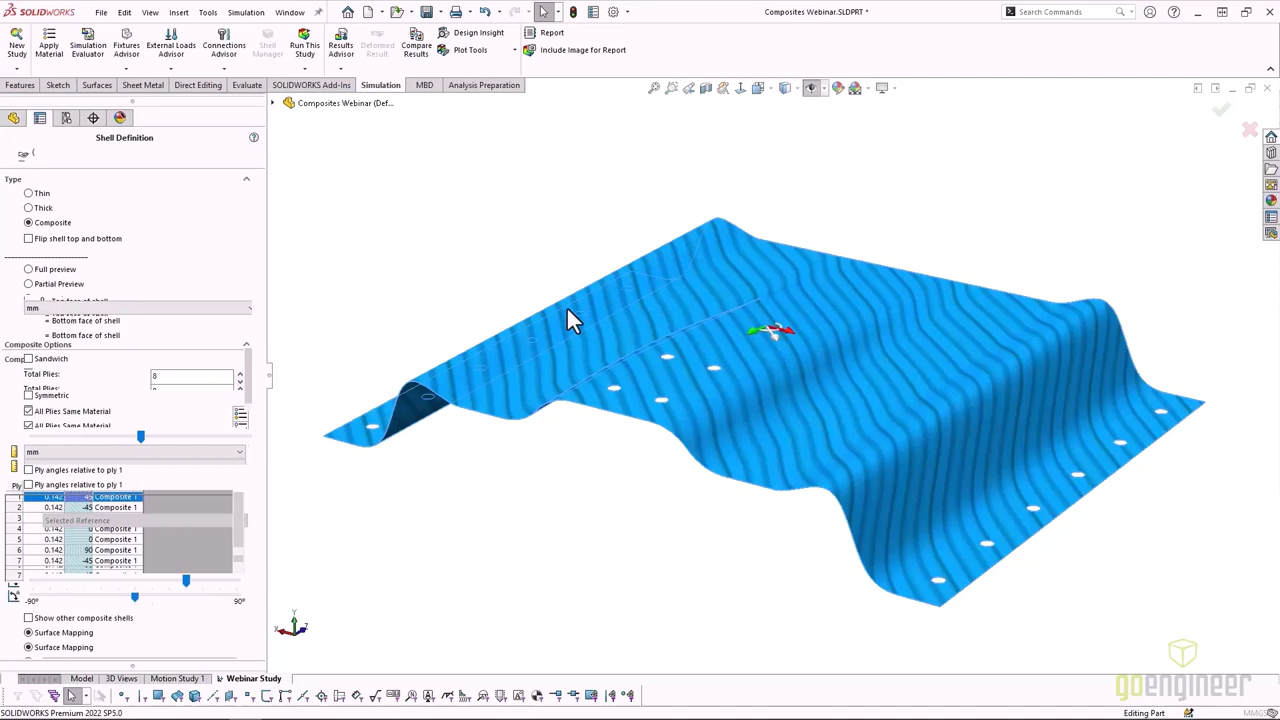 SOLIDWORKS File Edit View Insert Tools Simulation Window Composites Webinar.SLDPRT * Search Commands
New Study
Apply Material
Simulation Evaluator
Fixtures Advisor
External Loads Advisor
Connections Advisor
Shell Manager
Run This Study
Results Advisor
Deformed Result
Compare Results
Design Insight
Plot Tools
Report
Include Image for Report
Features Sketch Surfaces Sheet Metal Direct Editing Evaluate SOLIDWORKS Add-Ins Simulation MBD Analysis Preparation
Composites Webinar (Def...
Shell Definition
Type
Thin
Thick
Composite
Flip shell top and bottom
Full preview
Partial Preview
mm
= Bottom face of shell
= Bottom face of shell
Composite Options
Sandwich
Total Plies: 8
Symmetric
All Plies Same Material
All Plies Same Material
mm
Ply angles relative to ply 1
Ply angles relative to ply 1
Ply
1 0.142 45 Composite 1
2 0.142 -45 Composite 1
3
Selected Reference
4 0.142 0 Composite 1
5 0.142 0 Composite 1
6 0.142 90 Composite 1
7 0.142 -45 Composite 1
7
-90° 90°
Show other composite shells
Surface Mapping
Surface Mapping
X Y Z
Model 3D Views Motion Study 1 Webinar Study
goengineer
SOLIDWORKS Premium 2022 SP5.0 Editing Part MMGS